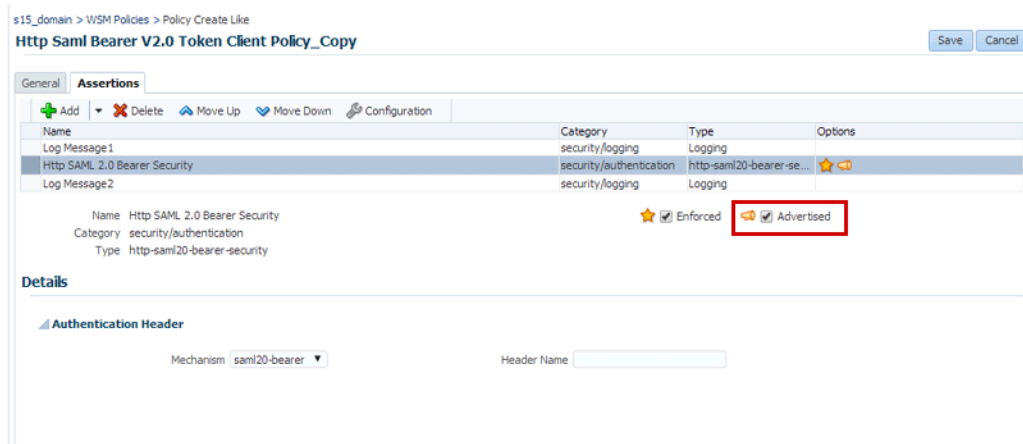 s15_domain > WSM Policies > Policy Create Like
Http Saml Bearer V2.0 Token Client Policy_Copy Save Cancel
General Assertions
Add Delete Move Up Move Down Configuration
Name Category Type Options
Log Message1 security/logging Logging
Http SAML 2.0 Bearer Security security/authentication http-saml20-bearer-se...
Log Message2 security/logging Logging
Name Http SAML 2.0 Bearer Security Enforced Advertised
Category security/authentication
Type http-saml20-bearer-security
Details
Authentication Header
Mechanism saml20-bearer Header Name